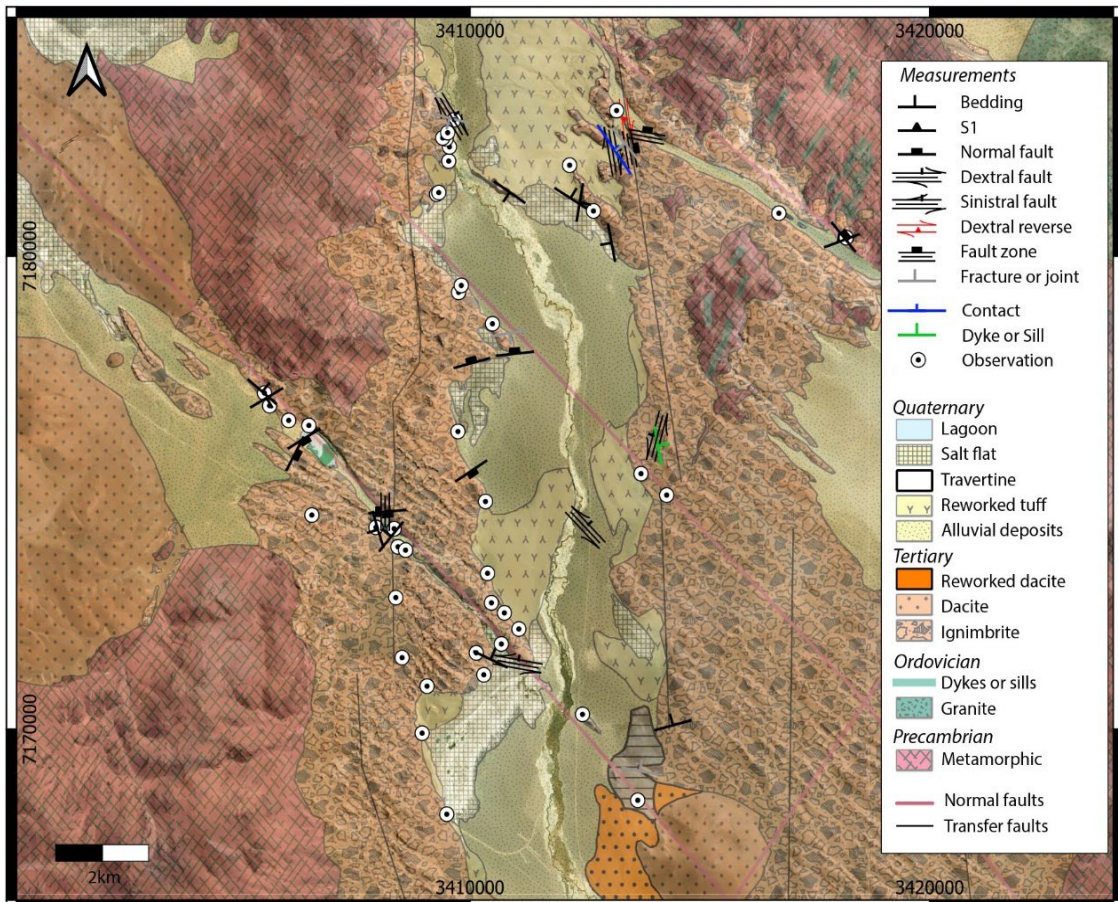 3410000
3420000
7180000
7170000
2km
3410000
3420000
Measurements
Bedding
S1
Normal fault
Dextral fault
Sinistral fault
Dextral reverse
Fault zone
Fracture or joint
Contact
Dyke or Sill
Observation
Quaternary
Lagoon
Salt flat
Travertine
Reworked tuff
Alluvial deposits
Tertiary
Reworked dacite
Dacite
Ignimbrite
Ordovician
Dykes or sills
Granite
Precambrian
Metamorphic
Normal faults
Transfer faults